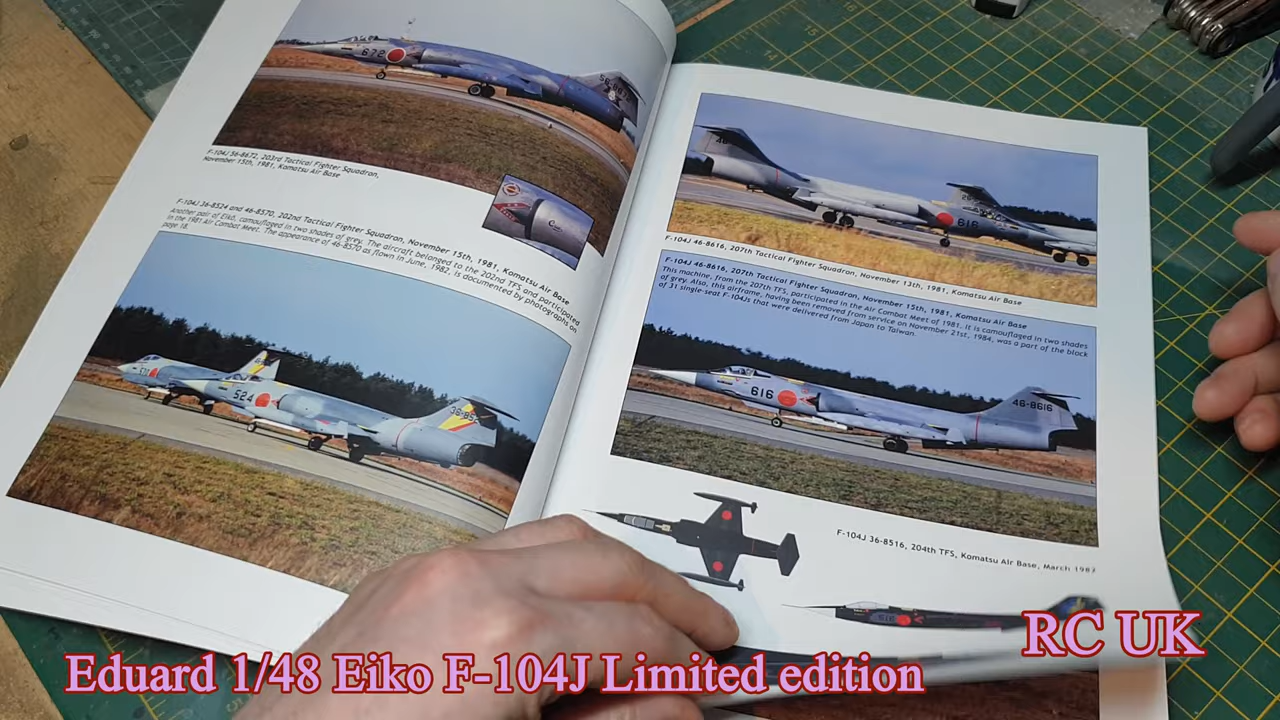 672
F-104J 56-8672, 203rd Tactical Fighter Squadron,
November 15th, 1981, Komatsu Air Base
F-104J 36-8524 and 46-8570, 202nd Tactical Fighter Squadron, November 15th, 1981, Komatsu Air Base
Another pair of Eikó, camouflaged in two shades of grey. The aircraft belonged to the 202nd TFS and participated
in the 1981 Air Combat Meet. The appearance of 46-8570 as flown in June, 1982, is documented by photographs on
page 18.
524
616
F-104J 46-8616, 207th Tactical Fighter Squadron, November 13th, 1981, Komatsu Air Base
F-104J 46-8616, 207th Tactical Fighter Squadron, November 15th, 1981, Komatsu Air Base
This machine, from the 207th TFS, participated in the Air Combat Meet of 1981. It is camouflaged in two shades
of grey. Also, this airframe, having been removed from service on November 21st, 1984, was a part of the block
of 31 single-seat F-104Js that were delivered from Japan to Taiwan.
616
46-8616
F-104J 36-8516, 204th TFS, Komatsu Air Base, March 1982
RC UK
Eduard 1/48 Eiko F-104J Limited edition